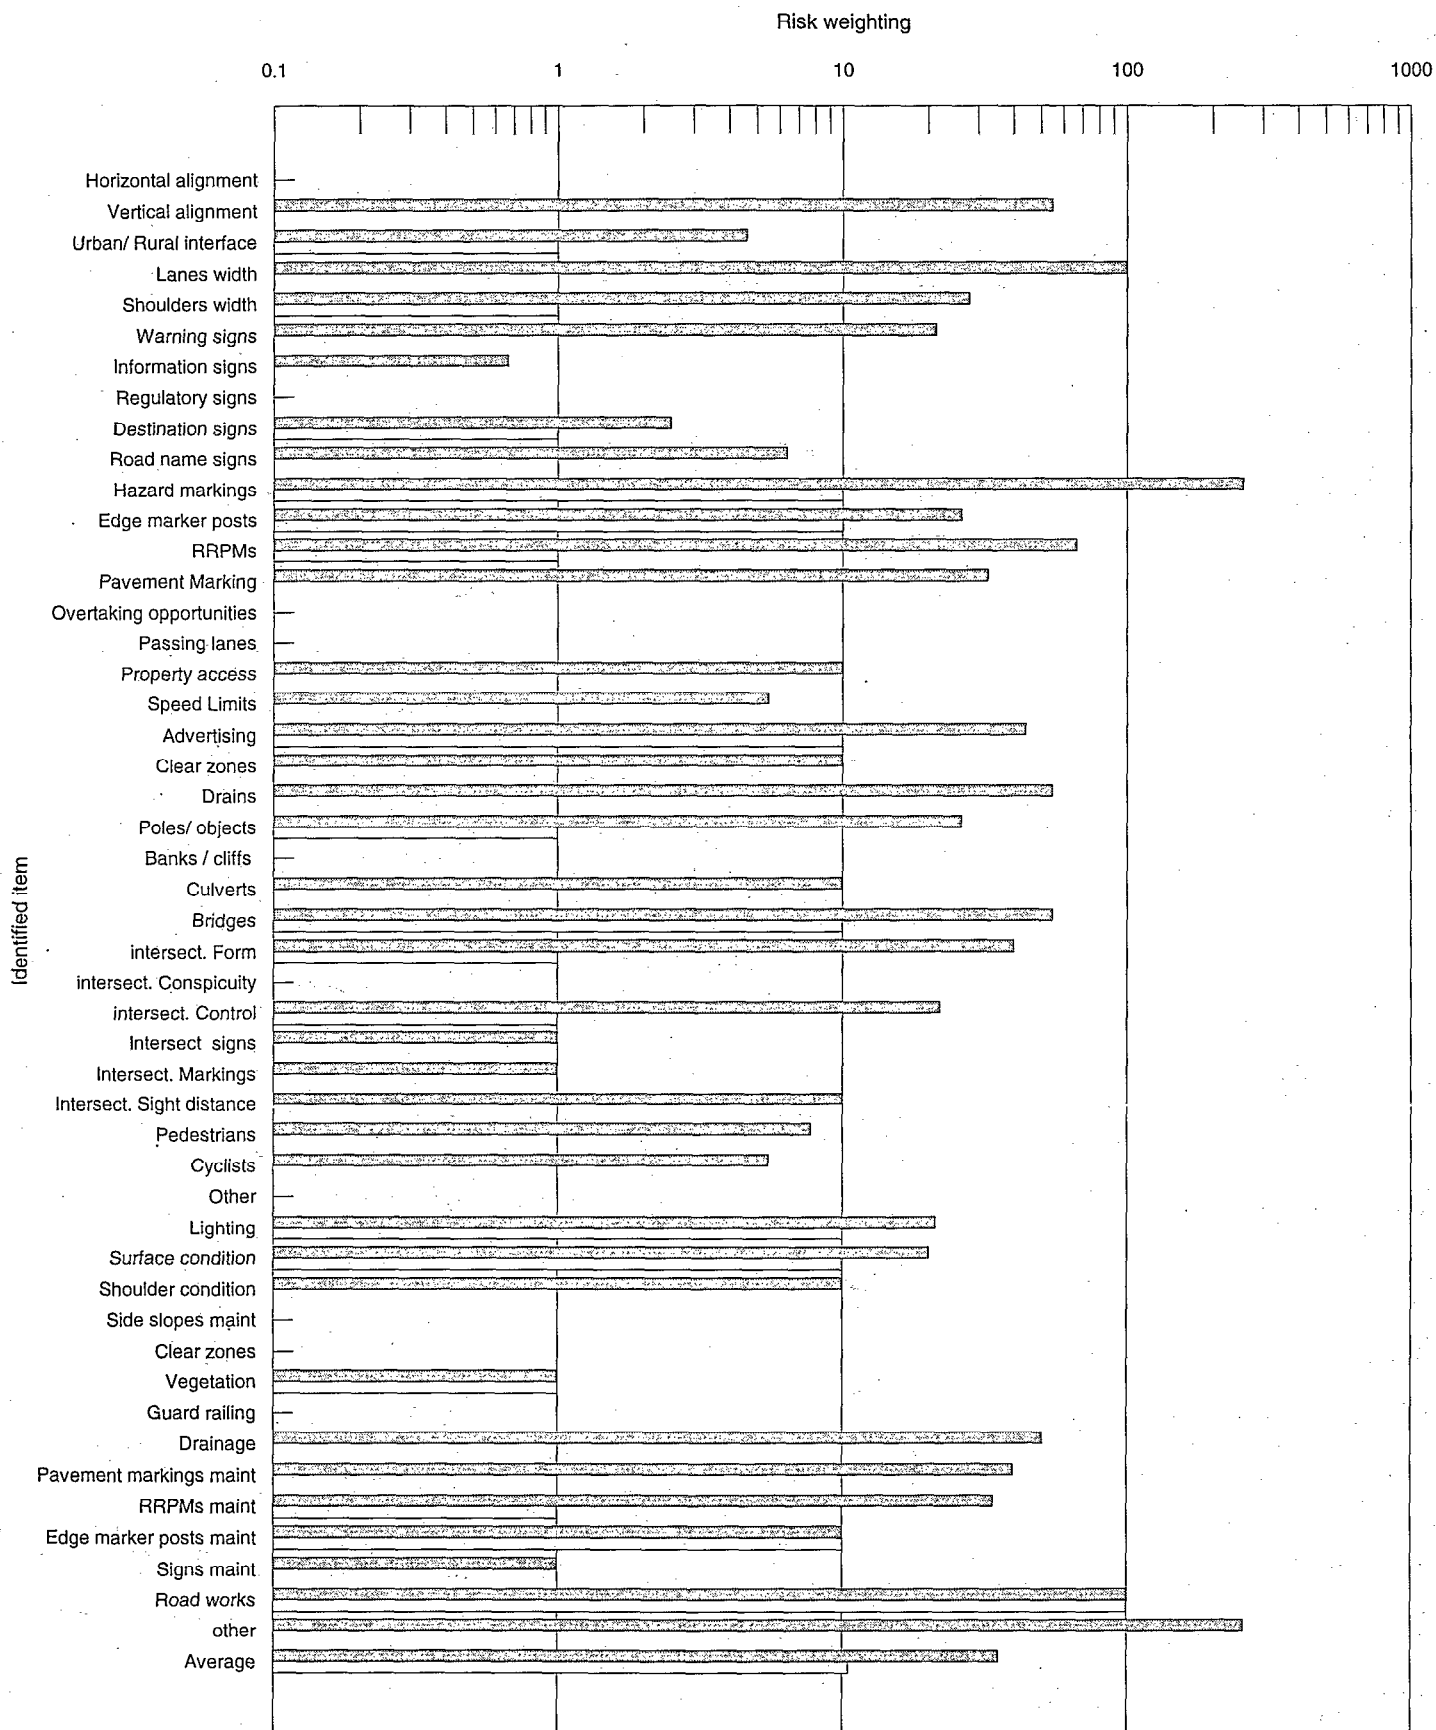 Risk weighting
0.1 1 10 100 1000
Horizontal alignment
Vertical alignment
Urban/ Rural interface
Lanes width
Shoulders width
Warning signs
Information signs
Regulatory signs
Destination signs
Road name signs
Hazard markings
Edge marker posts
RRPMs
Pavement Marking
Overtaking opportunities
Passing lanes
Property access
Speed Limits
Advertising
Clear zones
Drains
Poles/ objects
Banks / cliffs
Culverts
Bridges
intersect. Form
intersect. Conspicuity
intersect. Control
Intersect signs
Intersect. Markings
Intersect. Sight distance
Pedestrians
Cyclists
Other
Lighting
Surface condition
Shoulder condition
Side slopes maint
Clear zones
Vegetation
Guard railing
Drainage
Pavement markings maint
RRPMs maint
Edge marker posts maint
Signs maint
Road works
other
Average
Identified item